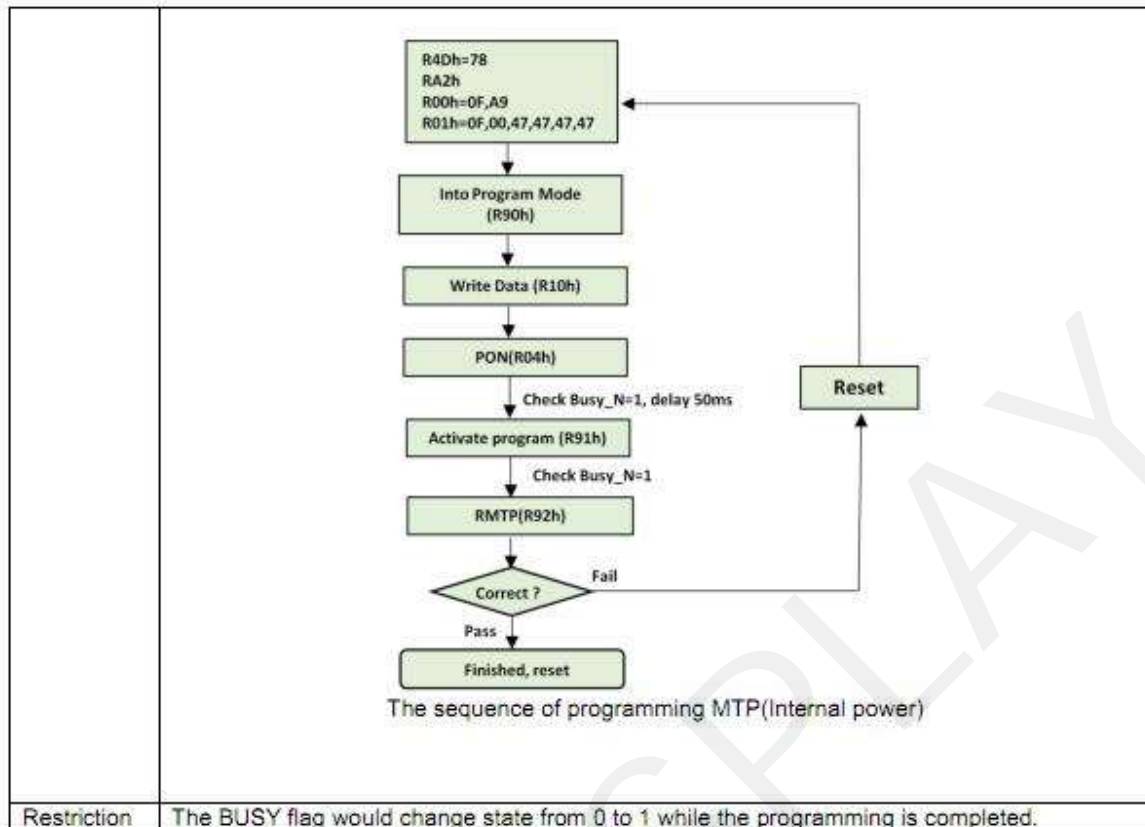 R4Dh=78
RA2h
R00h=0F,A9
R01h=0F,00,47,47,47,47
Into Program Mode
(R90h)
Write Data (R10h)
PON(R04h)
Check Busy_N=1, delay 50ms
Reset
Activate program (R91h)
Check Busy_N=1
RMTP(R92h)
Correct ?
Fail
Pass
Finished, reset
The sequence of programming MTP(Internal power)
Restriction The BUSY flag would change state from 0 to 1 while the programming is completed.
SPLAY